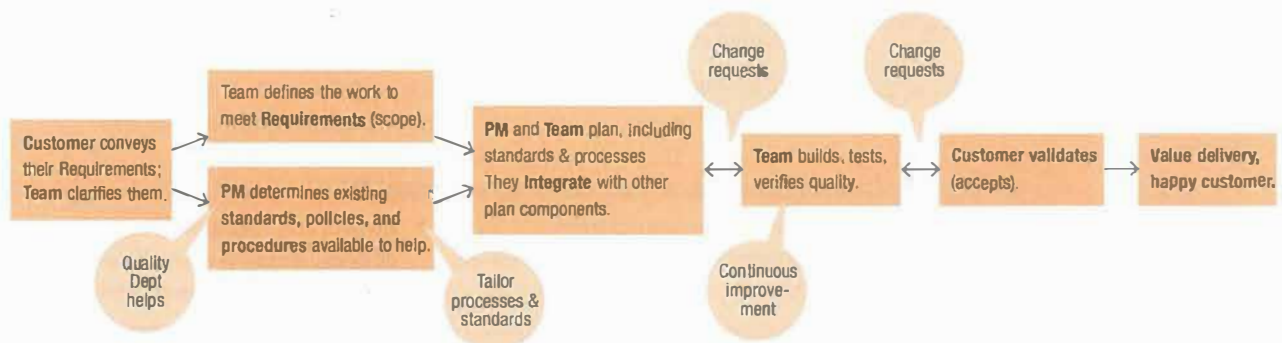 Customer conveys
their Requirements;
Team clarifies them.
Team defines the work to
meet Requirements (scope).
PM determines existing
standards, policies, and
procedures available to help.
Quality
Dept
helps
Tailor
processes &
standards
PM and Team plan, including
standards & processes
They Integrate with other
plan components.
Change
requests
Team builds, tests,
verifies quality.
Continuous
improve-
ment
Change
requests
Customer validates
(accepts).
Value delivery,
happy customer.